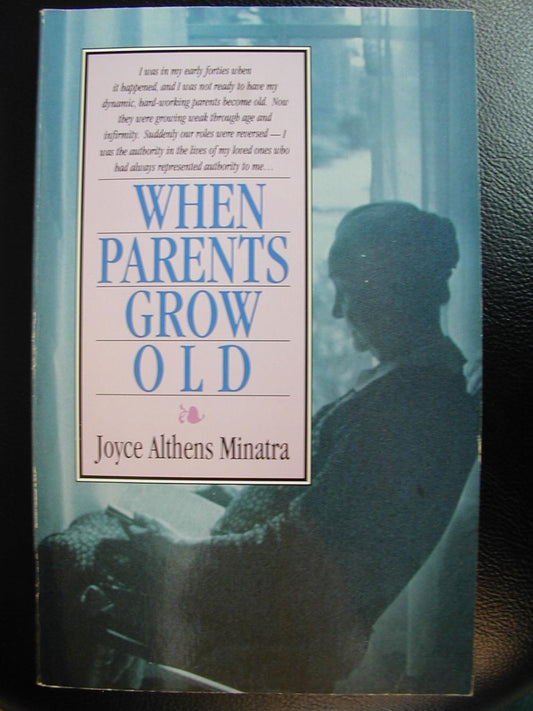 I was in my early forties when
it happened, and I was not ready to have my
dynamic, hard-working parents become old. Now
they were growing weak through age and
infirmity. Suddenly our roles were reversed — I
was the authority in the lives of my loved ones who
had always represented authority to me...
WHEN
PARENTS
GROW
OLD
Joyce Althens Minatra